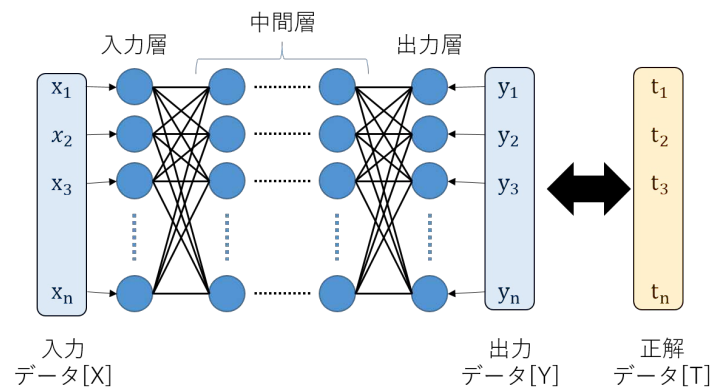 中間層
入力層
出力層
x₁
x₂
x₃
xₙ
y₁
y₂
y₃
yₙ
t₁
t₂
t₃
tₙ
入力
データ[X]
出力
データ[Y]
正解
データ[T]